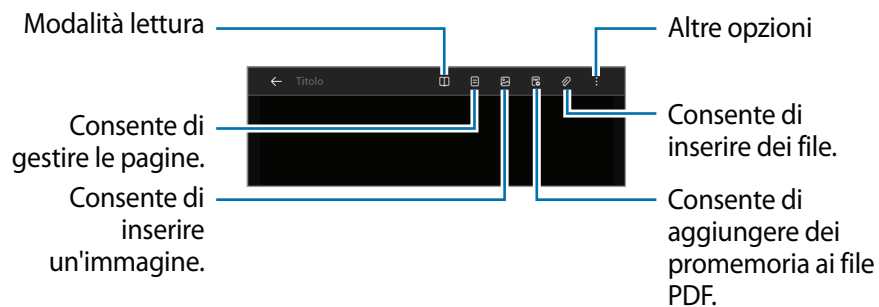 Modalità lettura
Altre opzioni
Titolo
Consente di
gestire le pagine.
Consente di
inserire dei file.
Consente di
inserire
un'immagine.
Consente di
aggiungere dei
promemoria ai file
PDF.